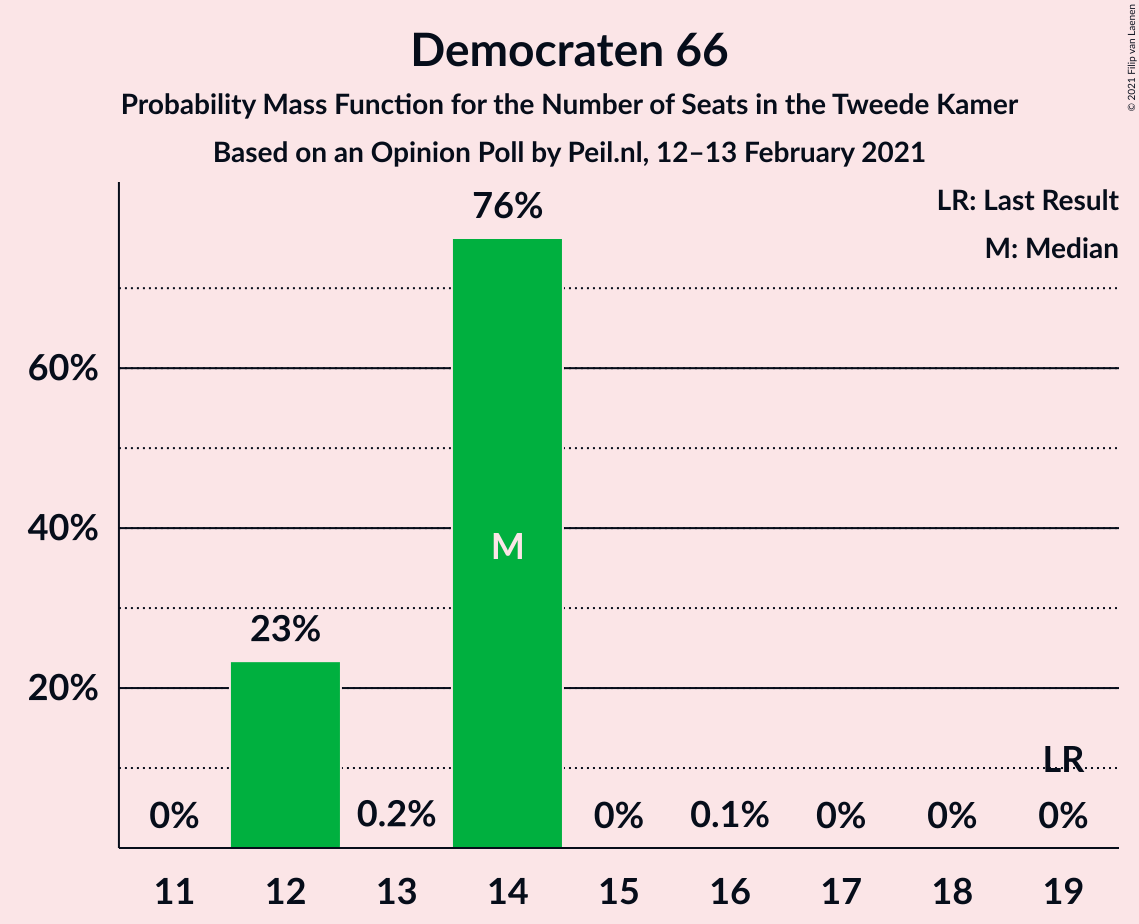 Democraten 66
Probability Mass Function for the Number of Seats in the Tweede Kamer
Based on an Opinion Poll by Peil.nl, 12–13 February 2021
© 2021 Filip van Laenen
LR: Last Result
M: Median
76%
60%
40%
M
23%
20%
LR
0%
0.2%
0%
0.1%
0%
0%
0%
11 12 13 14 15 16 17 18 19